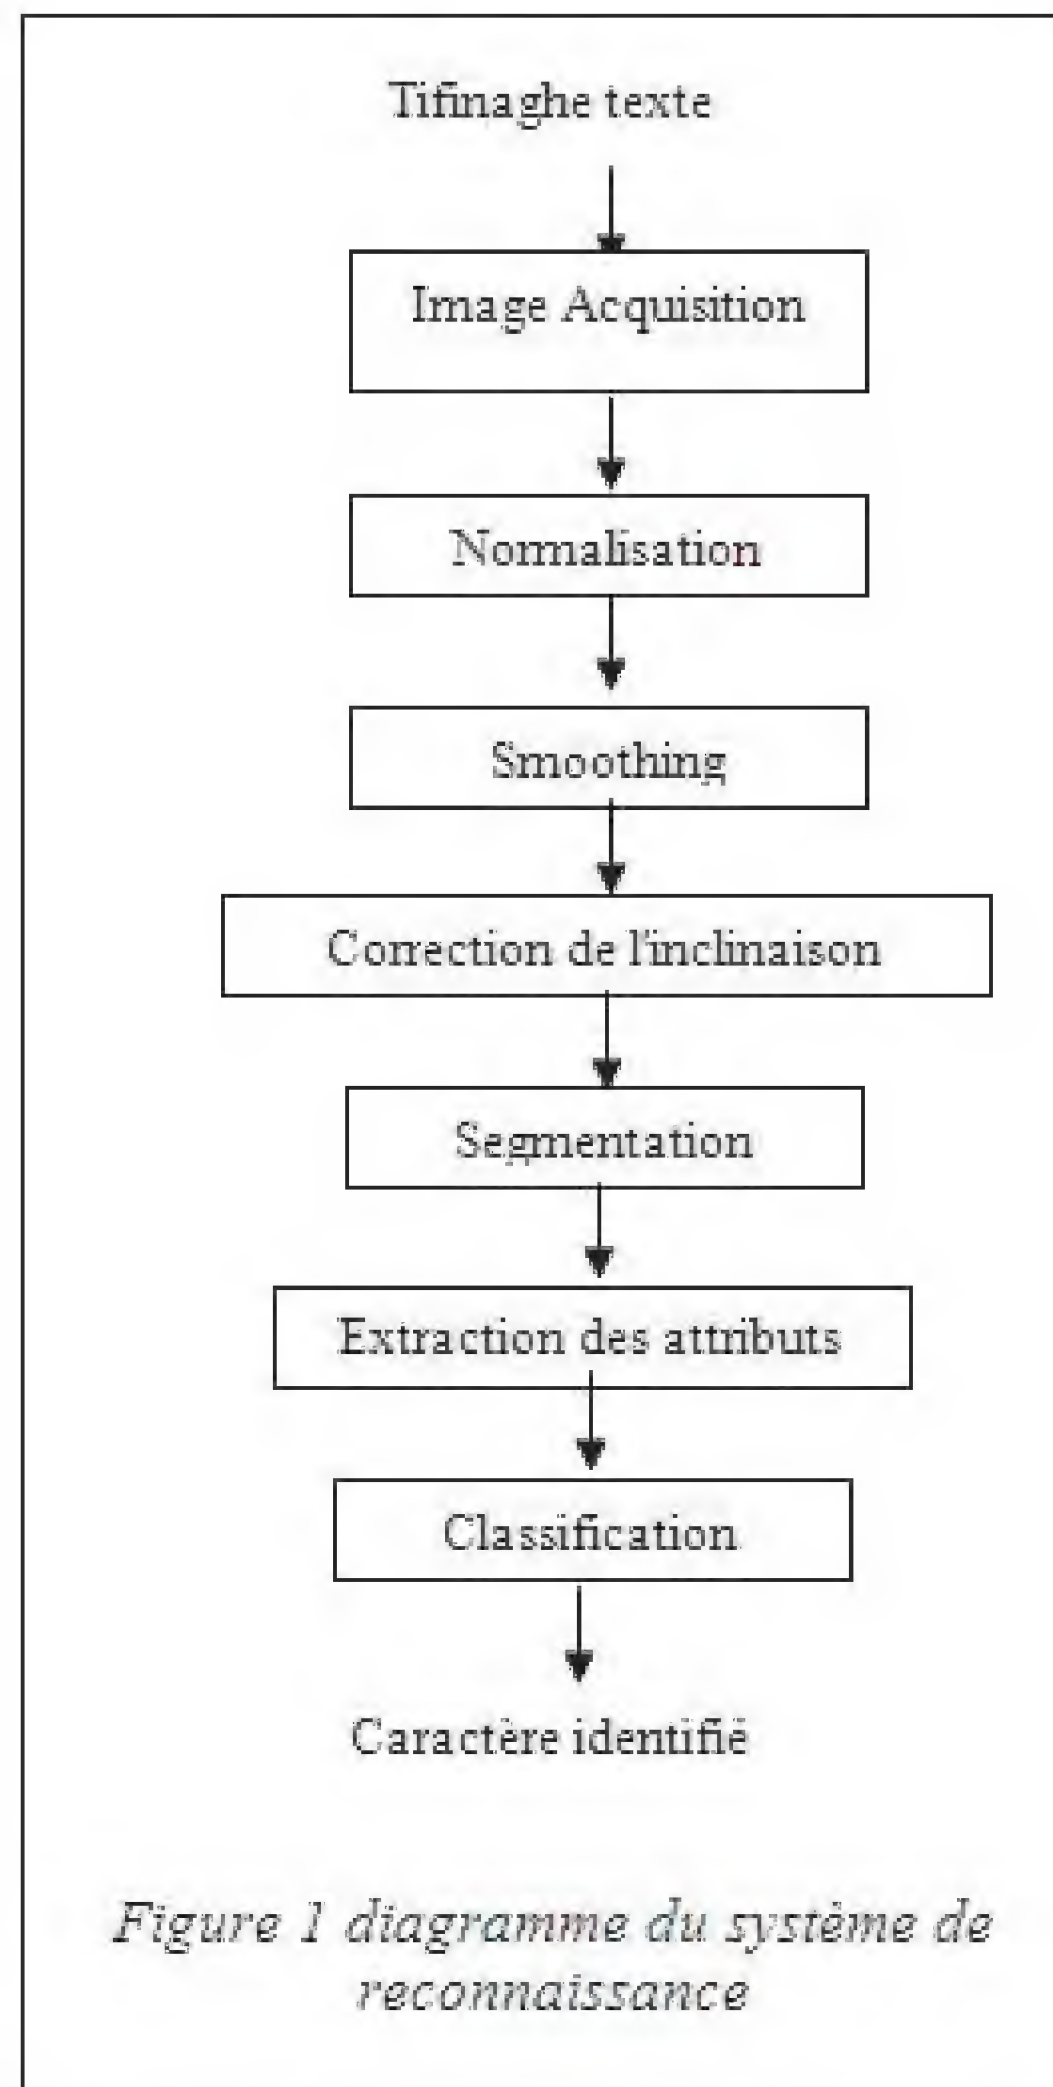 Tifinaghe texte
Image Acquisition
Normalisation
Smoothing
Correction de l'inclinaison
Segmentation
Extraction des attributs
Classification
Caractère identifié
Figure 1 diagramme du système de
reconnaissance